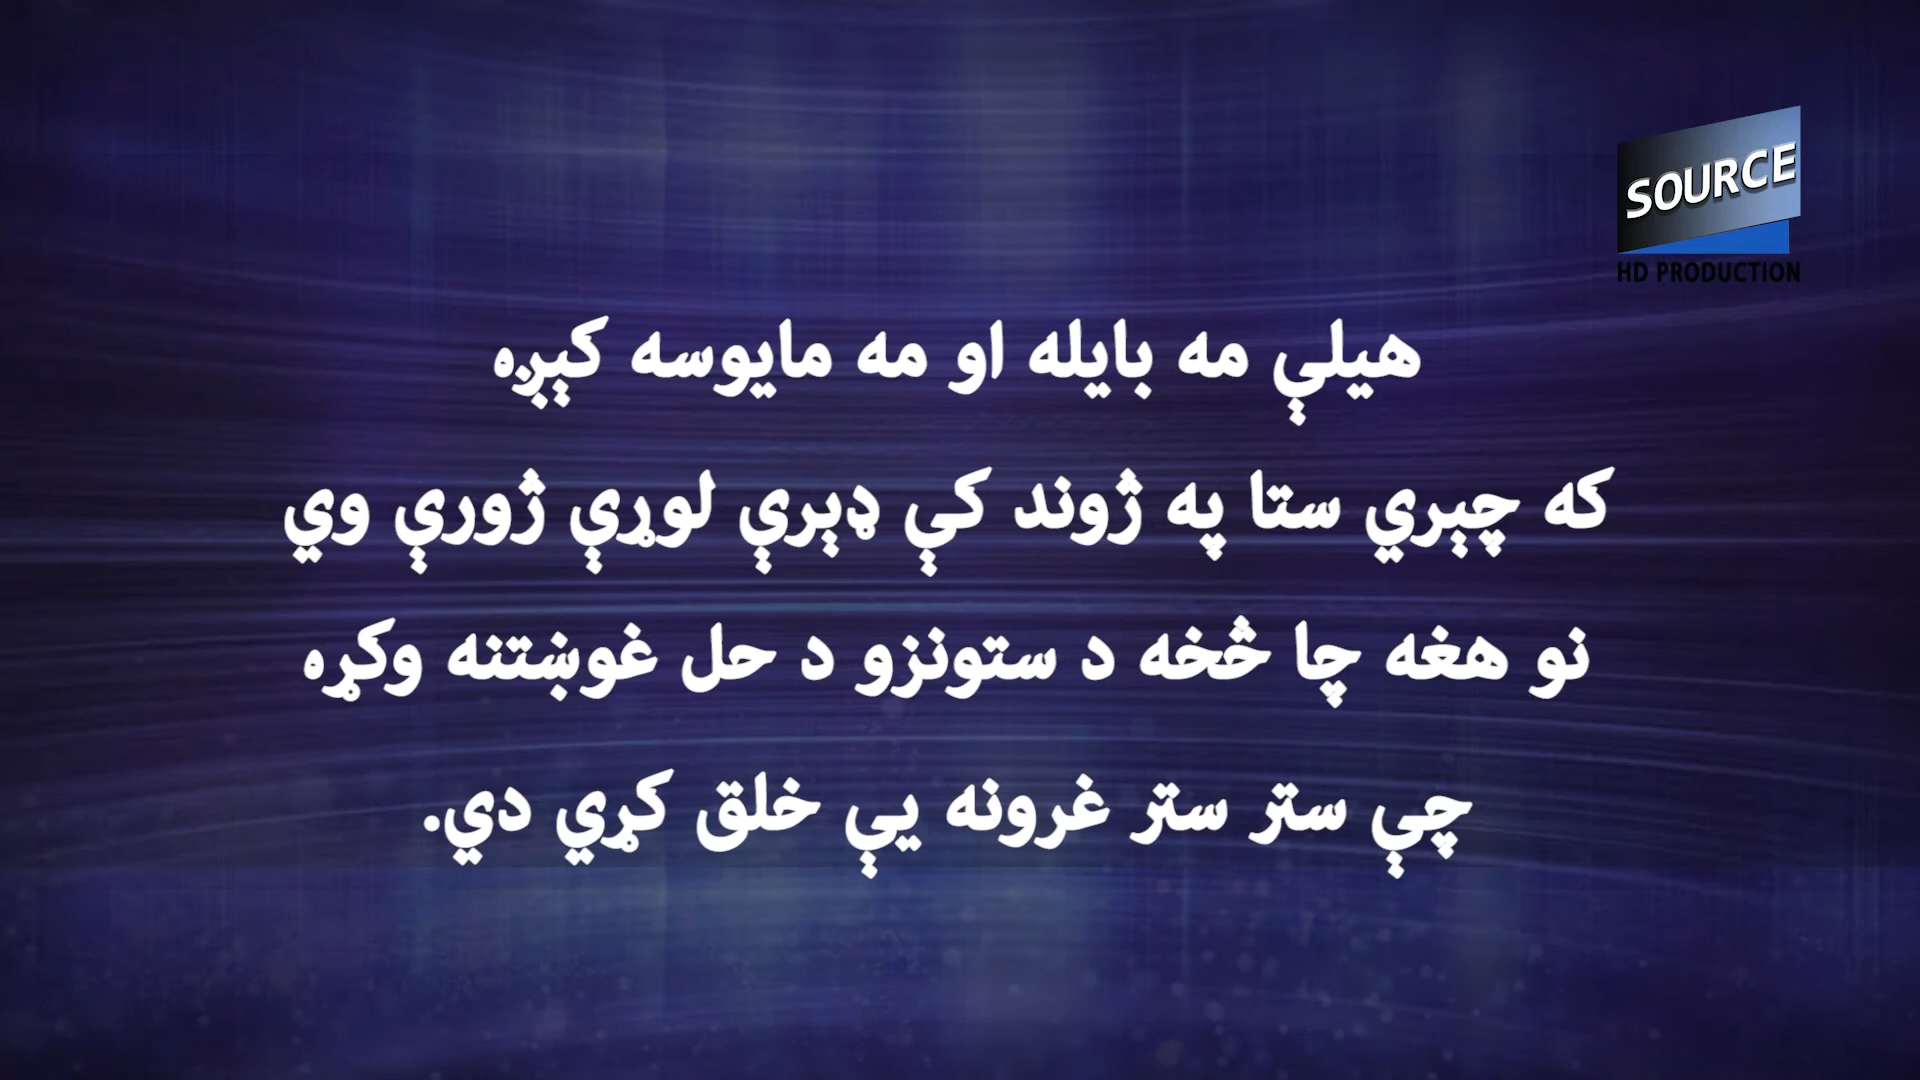 SOURCE
HD PRODUCTION
هیلې مه بایله او مه مایوسه کېږه
که چېرې ستا په ژوند کې ډېرې لوړې ژورې وي
نو هغه چا څخه د ستونزو د حل غوښتنه وکړه
چې ستر ستر غرونه یې خلق کړي دي.